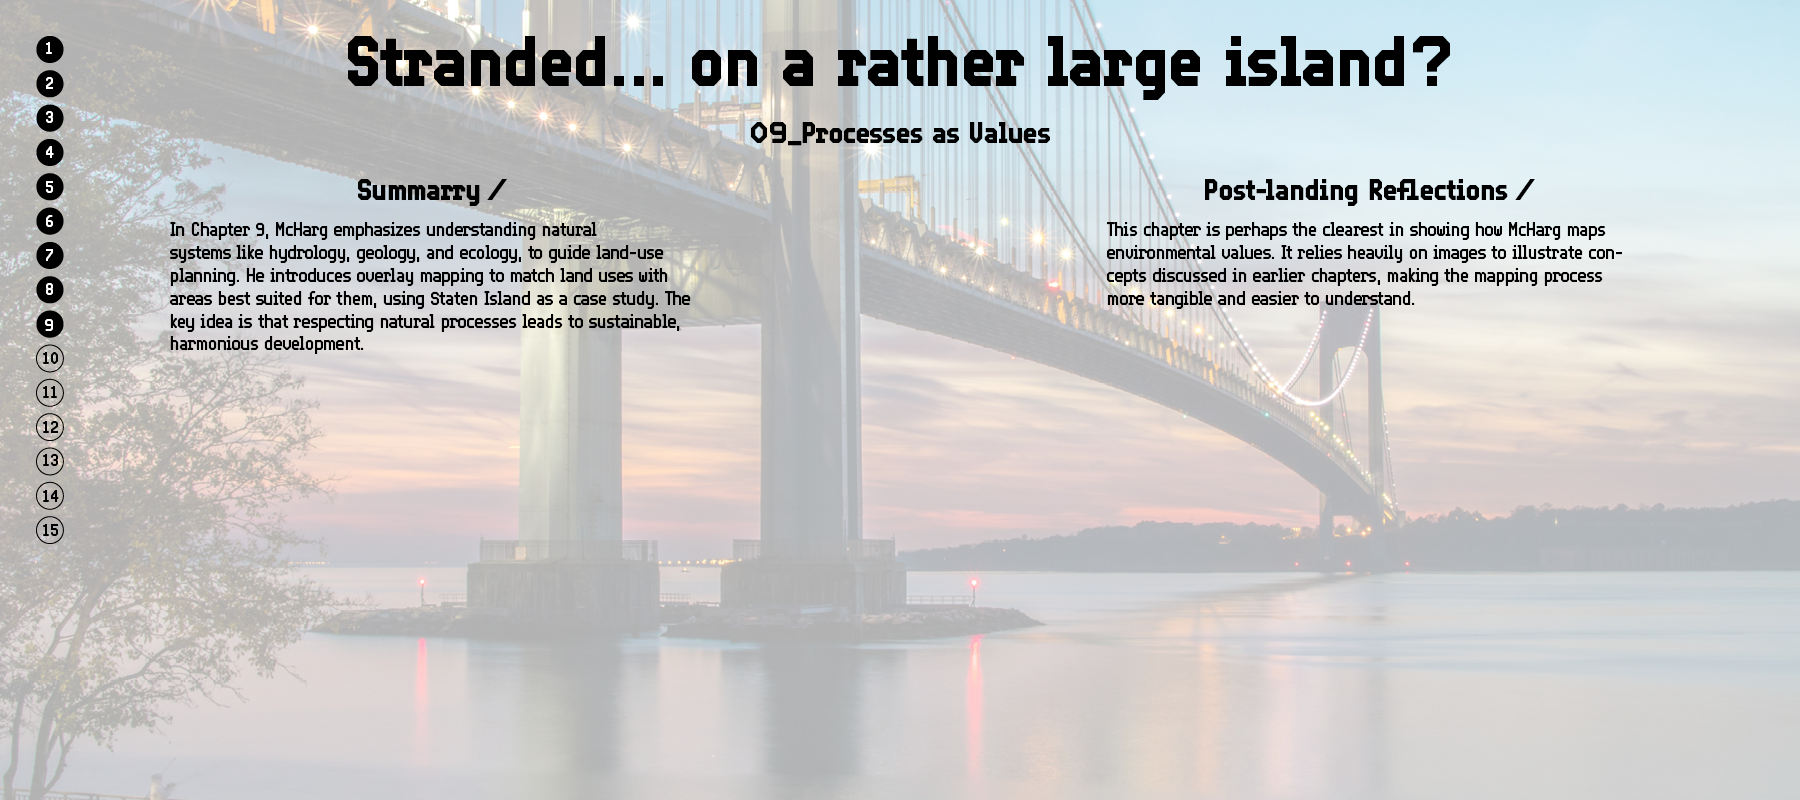 Stranded... on a rather large island?
09_Processes as Values
1
2
3
4
5
6
7
8
9
10
11
12
13
14
15
Summarry /
In Chapter 9, McHarg emphasizes understanding natural
systems like hydrology, geology, and ecology, to guide land-use
planning. He introduces overlay mapping to match land uses with
areas best suited for them, using Staten Island as a case study. The
key idea is that respecting natural processes leads to sustainable,
harmonious development.
Post-landing Reflections /
This chapter is perhaps the clearest in showing how McHarg maps
environmental values. It relies heavily on images to illustrate con-
cepts discussed in earlier chapters, making the mapping process
more tangible and easier to understand.